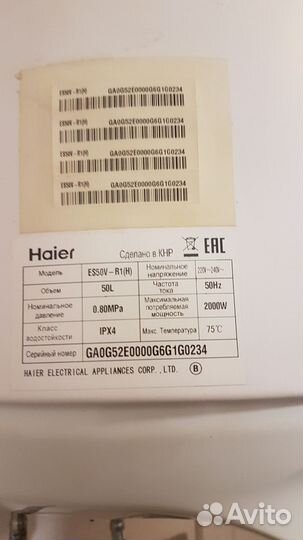 ES50V-R1(H) GA0G52E0000G6G1G0234
ES50V-R1(H) GA0G52E0000G6G1G0234
ES50V-R1(H) GA0G52E0000G6G1G0234
ES50V-R1(H) GA0G52E0000G6G1G0234
Haier Сделано в КНР EAC
Модель ES50V-R1(H) Номинальное напряжение 220V~240V~
Объем 50L Частота тока 50Hz
Номинальное давление 0.80MPa Максимальная потребляемая мощность 2000W
Класс водостойкости IPX4 Макс. Температура 75℃
Серийный номер GA0G52E0000G6G1G0234
HAIER ELECTRICAL APPLIANCES CORP.,LTD. B
Avito